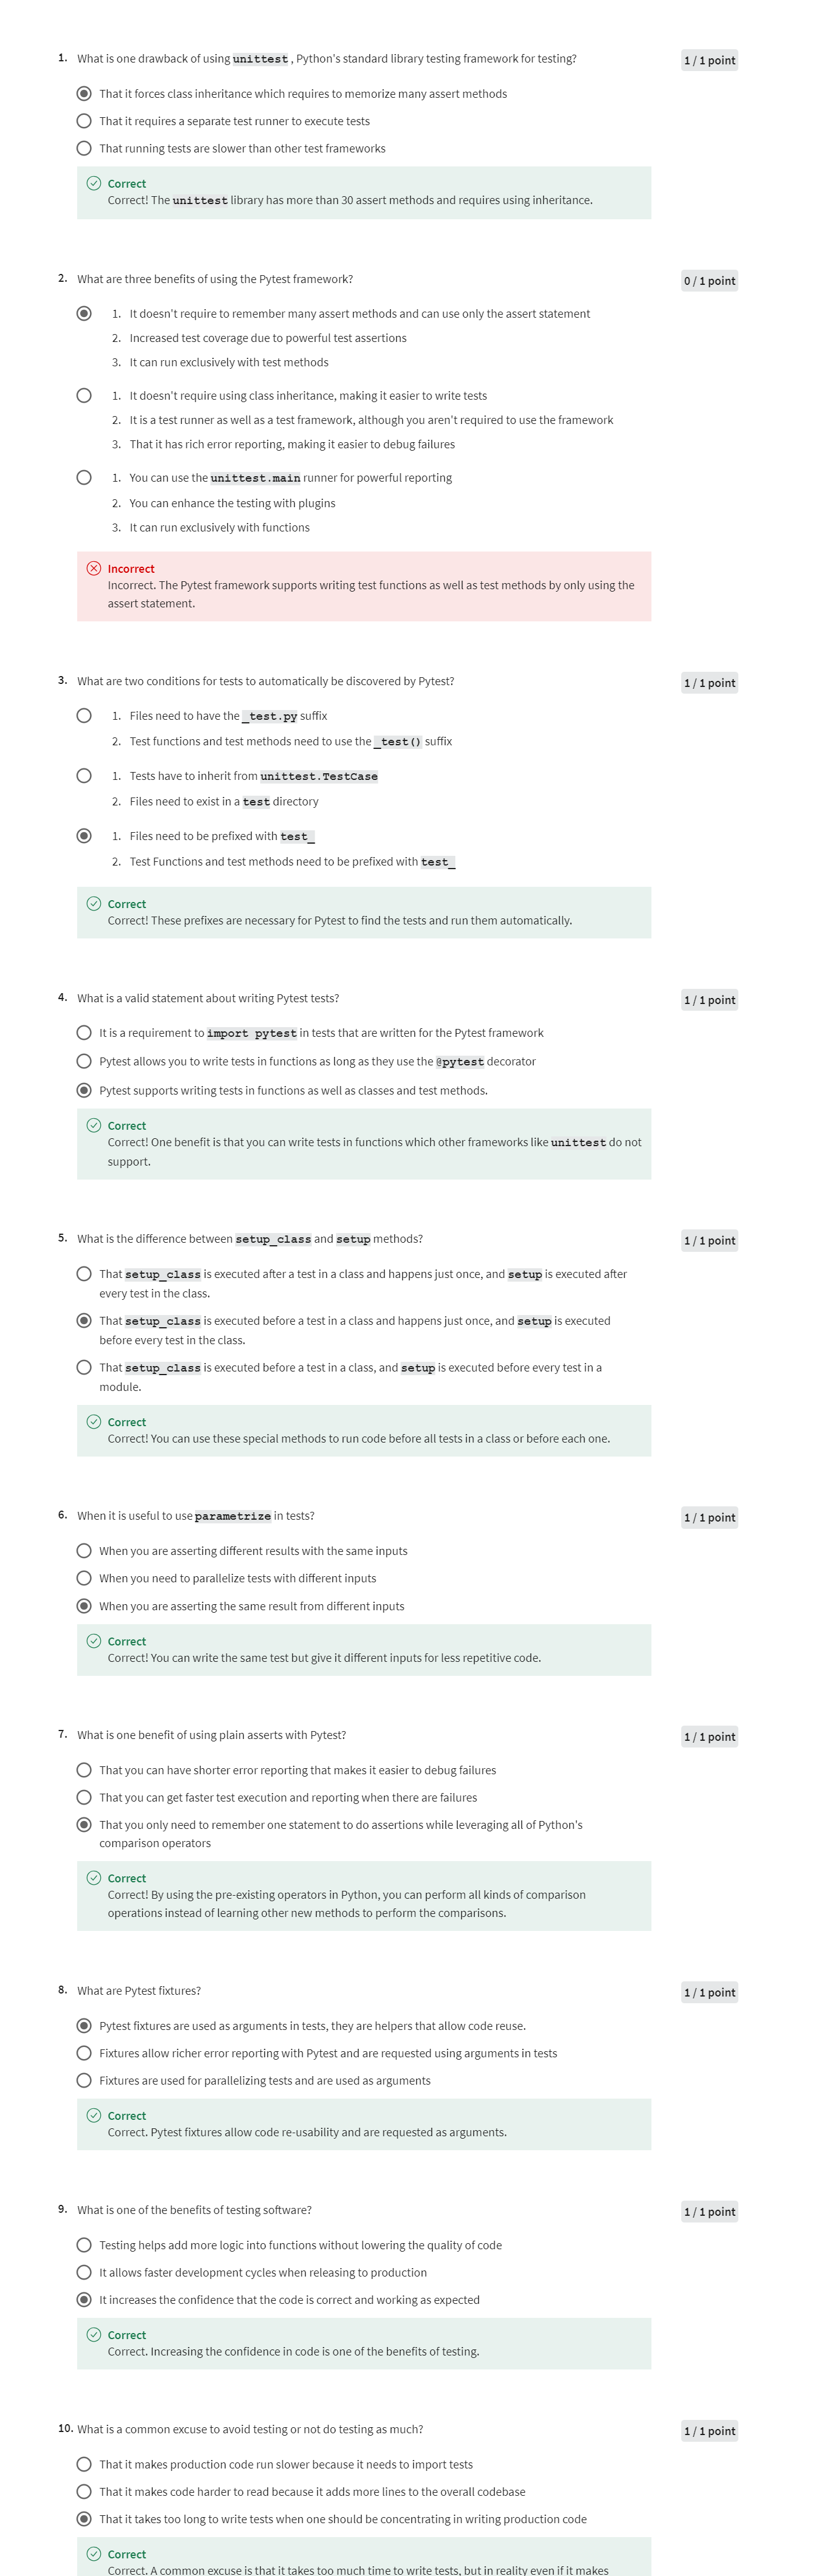 1. What is one drawback of using unittest , Python's standard library testing framework for testing? 1 / 1 point
That it forces class inheritance which requires to memorize many assert methods
That it requires a separate test runner to execute tests
That running tests are slower than other test frameworks
Correct
Correct! The unittest library has more than 30 assert methods and requires using inheritance.
2. What are three benefits of using the Pytest framework? 0 / 1 point
1. It doesn't require to remember many assert methods and can use only the assert statement
2. Increased test coverage due to powerful test assertions
3. It can run exclusively with test methods
1. It doesn't require using class inheritance, making it easier to write tests
2. It is a test runner as well as a test framework, although you aren't required to use the framework
3. That it has rich error reporting, making it easier to debug failures
1. You can use the unittest.main runner for powerful reporting
2. You can enhance the testing with plugins
3. It can run exclusively with functions
Incorrect
Incorrect. The Pytest framework supports writing test functions as well as test methods by only using the
assert statement.
3. What are two conditions for tests to automatically be discovered by Pytest? 1 / 1 point
1. Files need to have the _test.py suffix
2. Test functions and test methods need to use the _test() suffix
1. Tests have to inherit from unittest.TestCase
2. Files need to exist in a test directory
1. Files need to be prefixed with test_
2. Test Functions and test methods need to be prefixed with test_
Correct
Correct! These prefixes are necessary for Pytest to find the tests and run them automatically.
4. What is a valid statement about writing Pytest tests? 1 / 1 point
It is a requirement to import pytest in tests that are written for the Pytest framework
Pytest allows you to write tests in functions as long as they use the @pytest decorator
Pytest supports writing tests in functions as well as classes and test methods.
Correct
Correct! One benefit is that you can write tests in functions which other frameworks like unittest do not
support.
5. What is the difference between setup_class and setup methods? 1 / 1 point
That setup_class is executed after a test in a class and happens just once, and setup is executed after
every test in the class.
That setup_class is executed before a test in a class and happens just once, and setup is executed
before every test in the class.
That setup_class is executed before a test in a class, and setup is executed before every test in a
module.
Correct
Correct! You can use these special methods to run code before all tests in a class or before each one.
6. When it is useful to use parametrize in tests? 1 / 1 point
When you are asserting different results with the same inputs
When you need to parallelize tests with different inputs
When you are asserting the same result from different inputs
Correct
Correct! You can write the same test but give it different inputs for less repetitive code.
7. What is one benefit of using plain asserts with Pytest? 1 / 1 point
That you can have shorter error reporting that makes it easier to debug failures
That you can get faster test execution and reporting when there are failures
That you only need to remember one statement to do assertions while leveraging all of Python's
comparison operators
Correct
Correct! By using the pre-existing operators in Python, you can perform all kinds of comparison
operations instead of learning other new methods to perform the comparisons.
8. What are Pytest fixtures? 1 / 1 point
Pytest fixtures are used as arguments in tests, they are helpers that allow code reuse.
Fixtures allow richer error reporting with Pytest and are requested using arguments in tests
Fixtures are used for parallelizing tests and are used as arguments
Correct
Correct. Pytest fixtures allow code re-usability and are requested as arguments.
9. What is one of the benefits of testing software? 1 / 1 point
Testing helps add more logic into functions without lowering the quality of code
It allows faster development cycles when releasing to production
It increases the confidence that the code is correct and working as expected
Correct
Correct. Increasing the confidence in code is one of the benefits of testing.
10. What is a common excuse to avoid testing or not do testing as much? 1 / 1 point
That it makes production code run slower because it needs to import tests
That it makes code harder to read because it adds more lines to the overall codebase
That it takes too long to write tests when one should be concentrating in writing production code
Correct
Correct. A common excuse is that it takes too much time to write tests, but in reality even if it makes